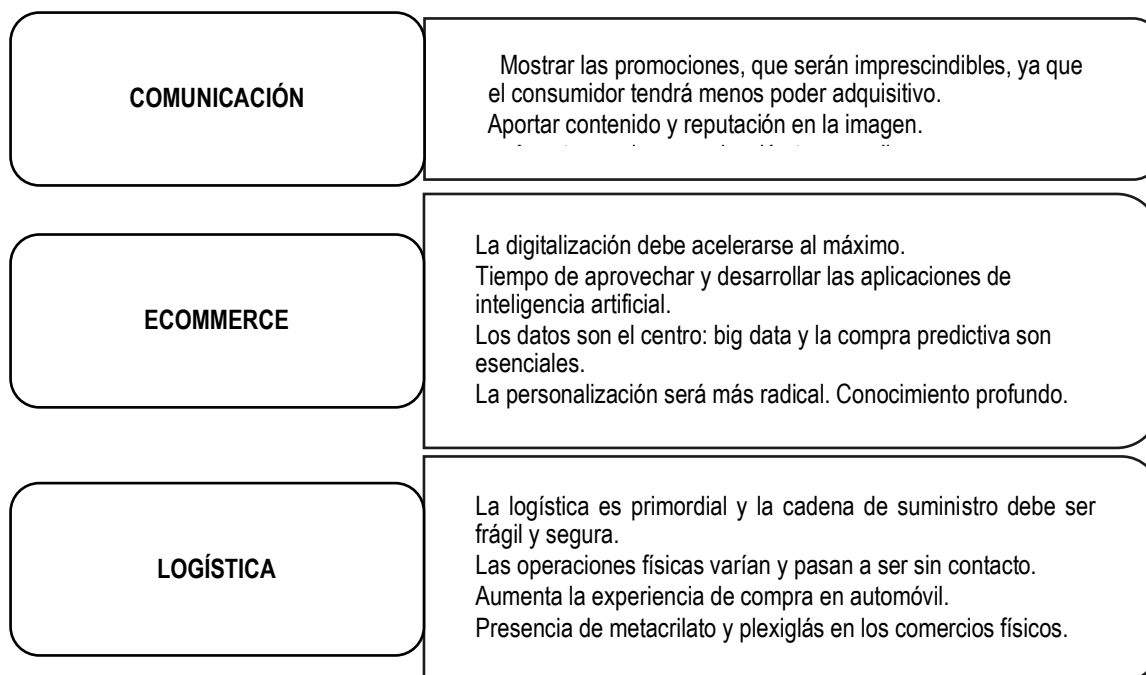 COMUNICACIÓN
Mostrar las promociones, que serán imprescindibles, ya que
el consumidor tendrá menos poder adquisitivo.
Aportar contenido y reputación en la imagen.
ECOMMERCE
La digitalización debe acelerarse al máximo.
Tiempo de aprovechar y desarrollar las aplicaciones de
inteligencia artificial.
Los datos son el centro: big data y la compra predictiva son
esenciales.
La personalización será más radical. Conocimiento profundo.
LOGÍSTICA
La logística es primordial y la cadena de suministro debe ser
frágil y segura.
Las operaciones físicas varían y pasan a ser sin contacto.
Aumenta la experiencia de compra en automóvil.
Presencia de metacrilato y plexiglás en los comercios físicos.